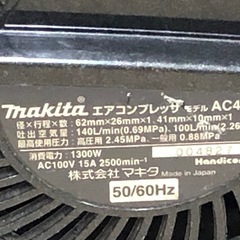 makita エアコンプレッサ モデル AC4
径×行程×数：62mm×26mm×1、41mm×10mm×1
吐出空気量：140L/min(0.69MPa)、100L/min(2.26
最高使用圧力：高圧用 2.45MPa、一般用 0.88MPa
消費電力：1300W
AC100V 15A 2500min⁻¹
株式会社 マキタ
Made in Japan
50/60Hz